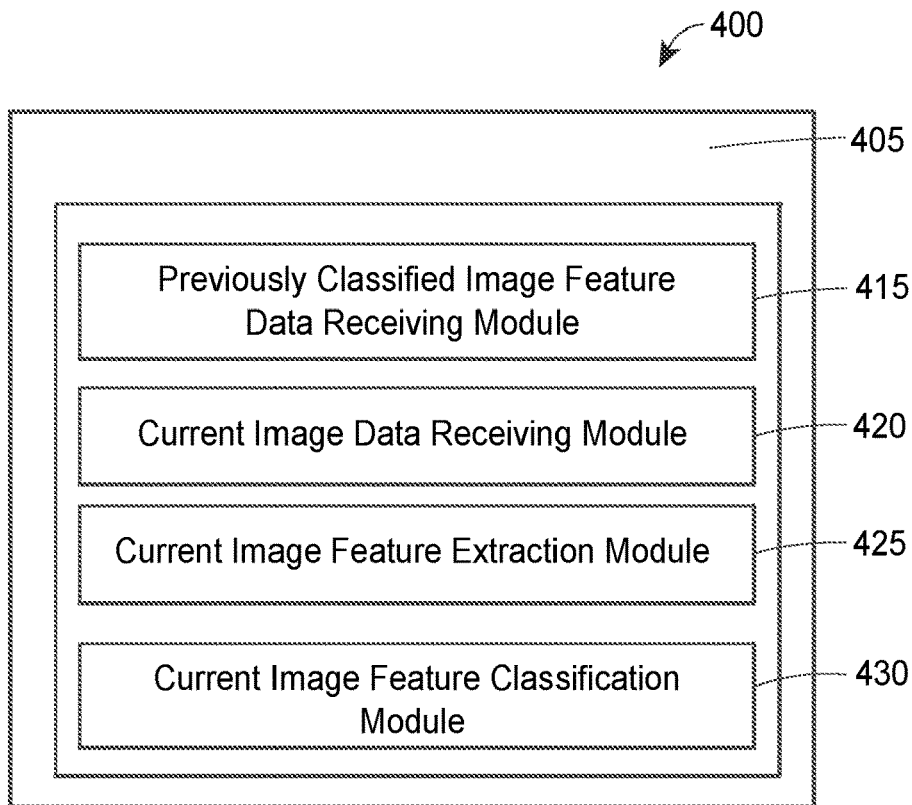 400
405
Previously Classified Image Feature
Data Receiving Module
415
Current Image Data Receiving Module
420
Current Image Feature Extraction Module
425
Current Image Feature Classification
Module
430